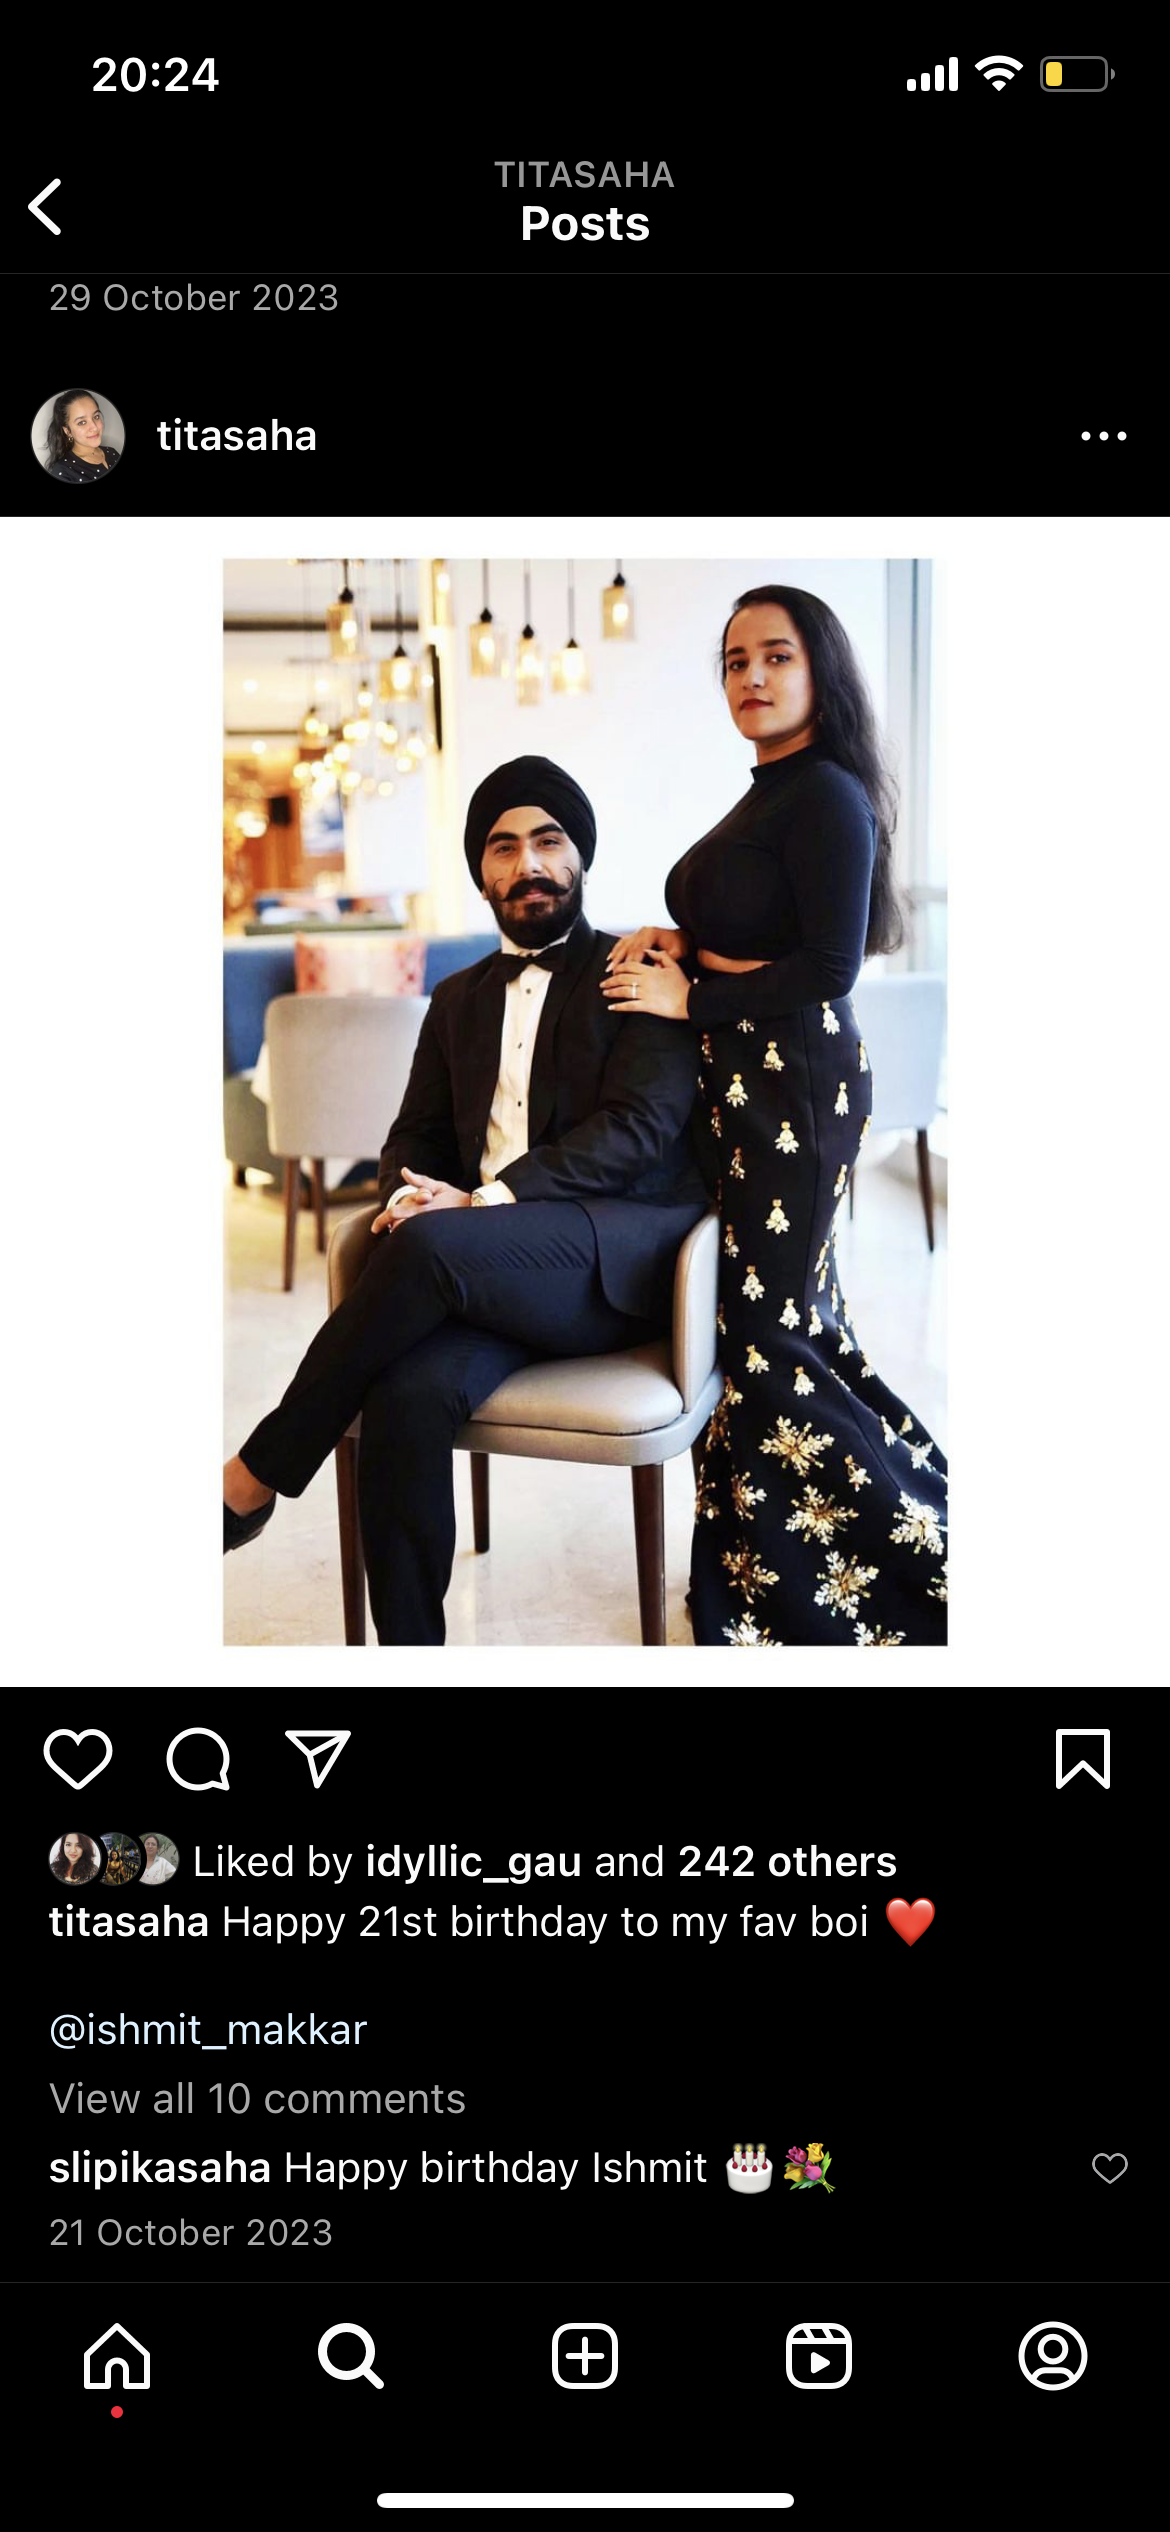 20:24
TITASAHA
Posts
29 October 2023
titasaha
Liked by idyllic_gau and 242 others
titasaha Happy 21st birthday to my fav boi ❤️
@ishmit_makkar
View all 10 comments
slipikasaha Happy birthday Ishmit 🎂💐
21 October 2023